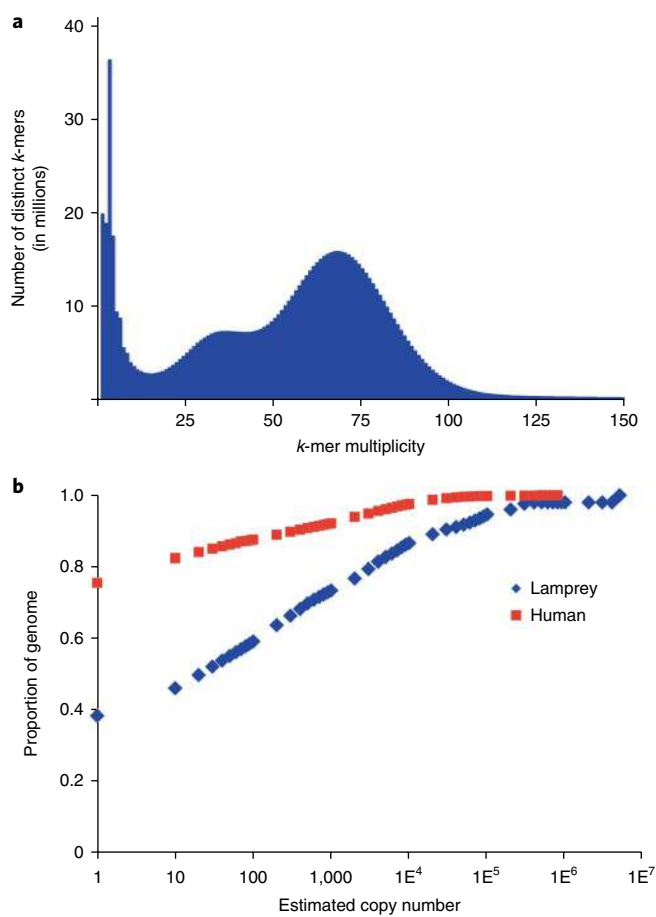 a
Number of distinct k-mers
(in millions)
40
30
20
10
25 50 75 100 125 150
k-mer multiplicity
b
Proportion of genome
1.0
0.8
0.6
0.4
0.2
0
Lamprey
Human
1 10 100 1,000 1E⁴ 1E⁵ 1E⁶ 1E⁷
Estimated copy number